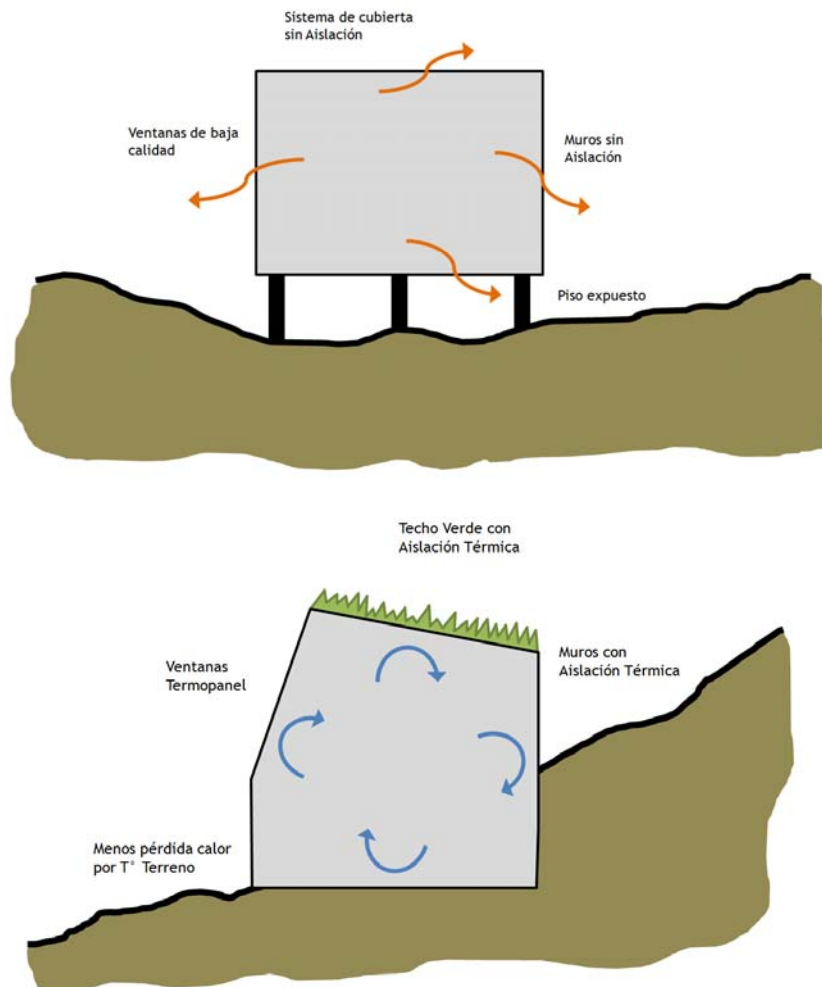 Sistema de cubierta
sin Aislación
Ventanas de baja
calidad
Muros sin
Aislación
Piso expuesto
Techo Verde con
Aislación Térmica
Ventanas
Termopanel
Muros con
Aislación Térmica
Menos pérdida calor
por T° Terreno